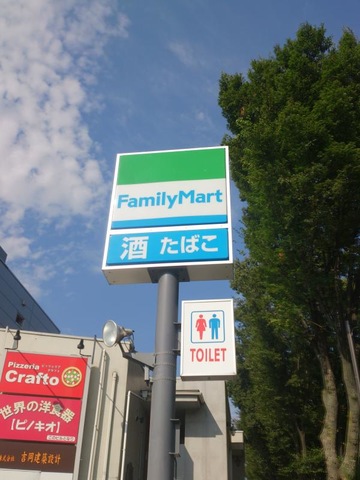 FamilyMart
酒 たばこ
TOILET
Pizzeria
Crafto
世界の洋食器
[ピノキオ]
吉岡建築設計